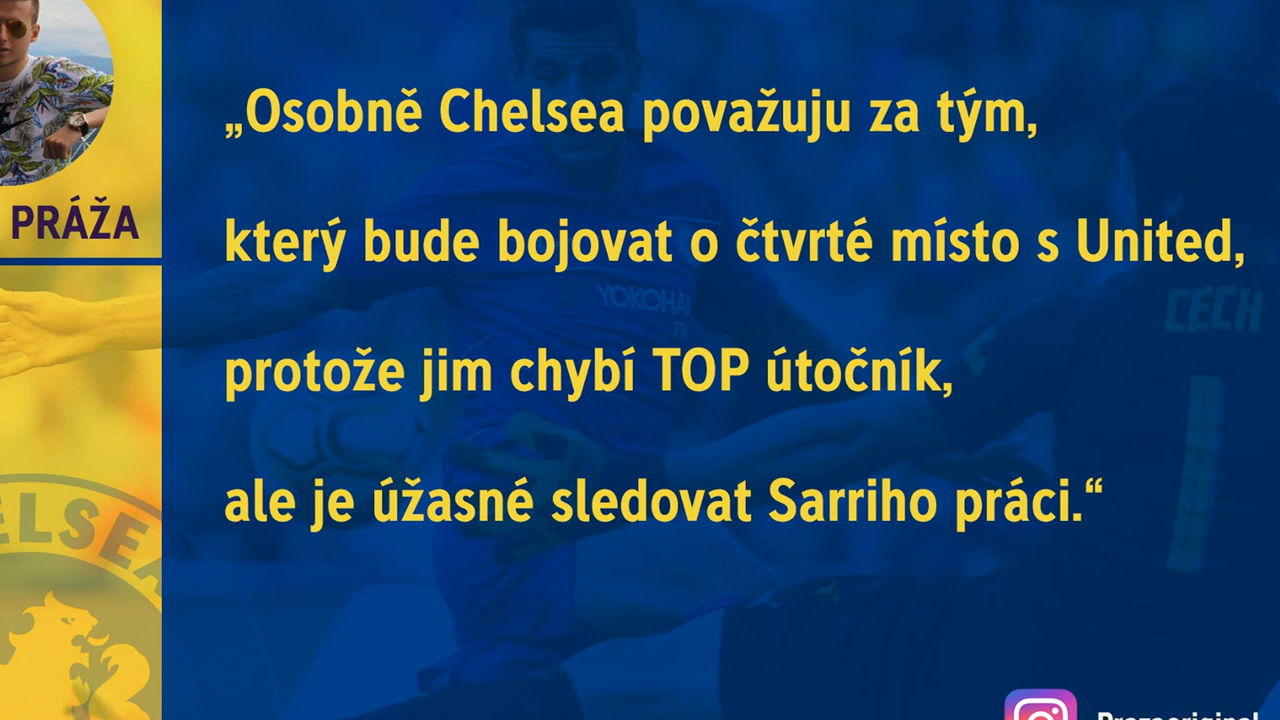 PRÁŽA
„Osobně Chelsea považuju za tým,
který bude bojovat o čtvrté místo s United,
protože jim chybí TOP útočník,
ale je úžasné sledovat Sarriho práci.“
CECH